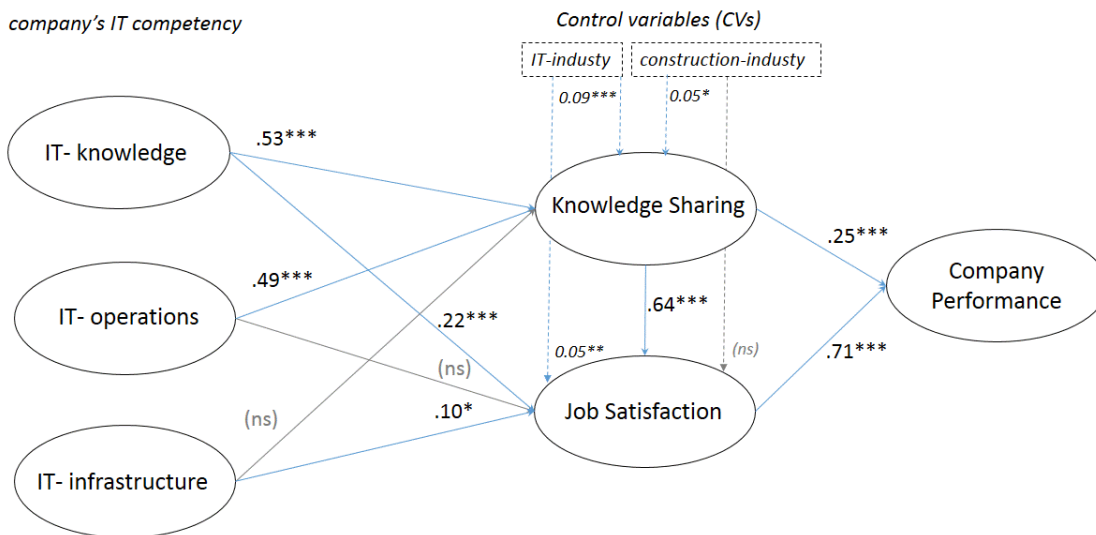 company's IT competency
Control variables (CVs)
IT-industy
construction-industy
0.09***
0.05*
IT- knowledge
.53***
Knowledge Sharing
.25***
IT- operations
.49***
.22***
.64***
Company
Performance
(ns)
0.05**
(ns)
.71***
(ns)
.10*
Job Satisfaction
IT- infrastructure